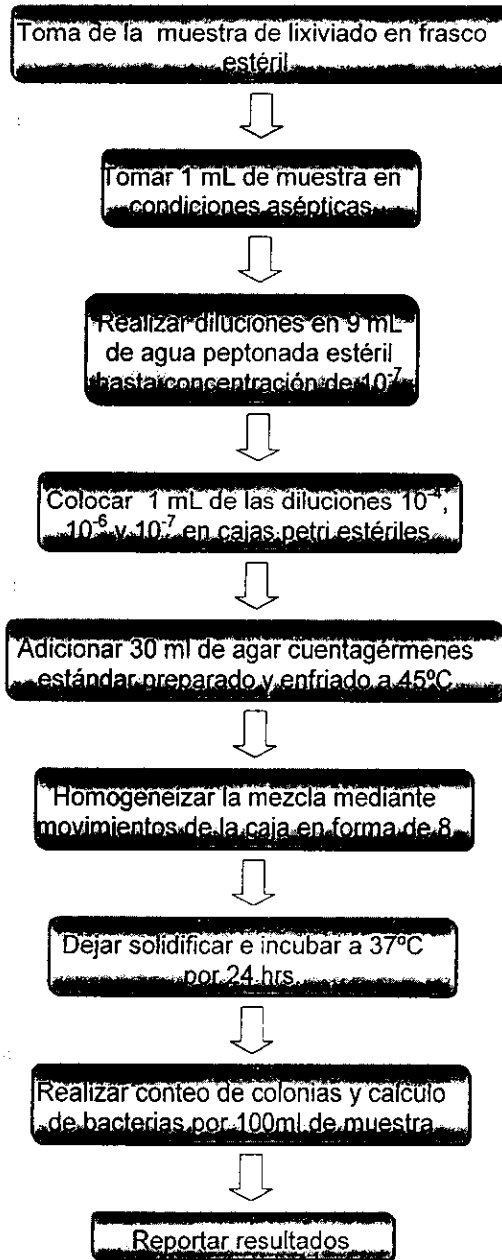 Toma de la muestra de lixiviado en frasco
estéril
Tomar 1 mL de muestra en
condiciones asépticas
Realizar diluciones en 9 mL
de agua peptonada estéril
hasta concentración de 10⁻⁷
Colocar 1 mL de las diluciones 10⁻⁴,
10⁻⁶ y 10⁻⁷ en cajas petri estériles
Adicionar 30 ml de agar cuentagérmenes
estándar preparado y enfriado a 45ºC
Homogeneizar la mezcla mediante
movimientos de la caja en forma de 8
Dejar solidificar e incubar a 37ºC
por 24 hrs.
Realizar conteo de colonias y calculo
de bacterias por 100ml de muestra
Reportar resultados